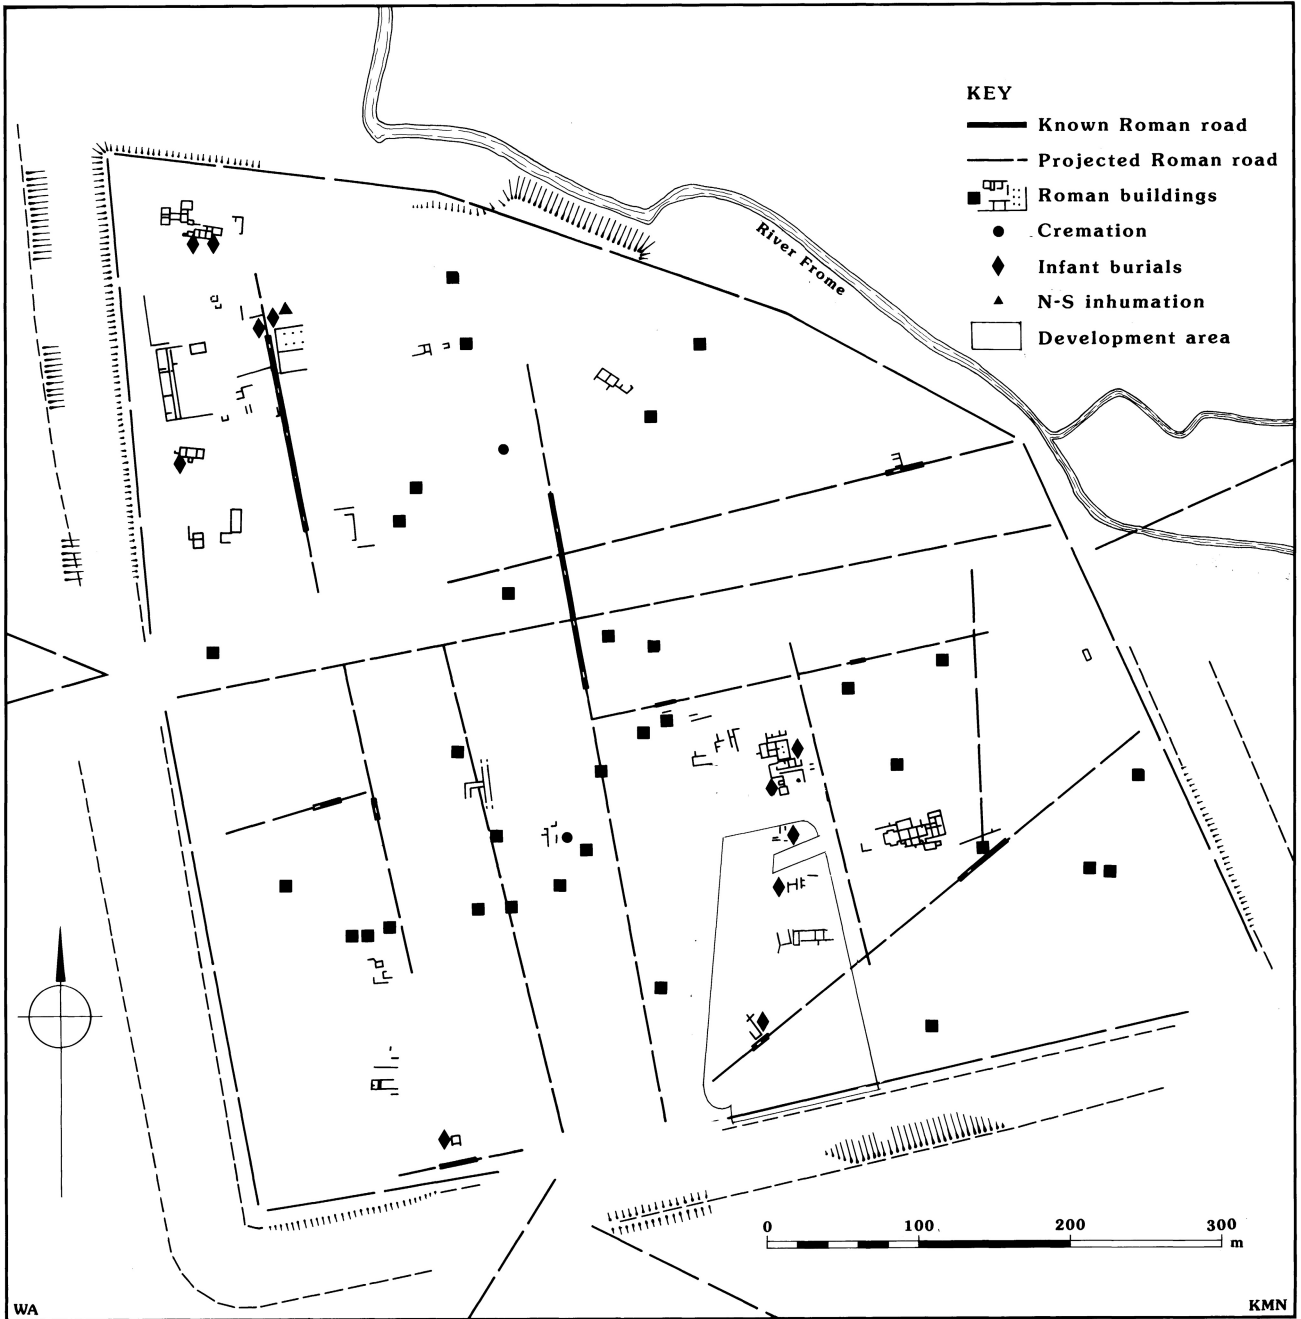 KEY
Known Roman road
Projected Roman road
Roman buildings
Cremation
Infant burials
N-S inhumation
Development area
River Frome
0 100 200 300
m
WA
KMN